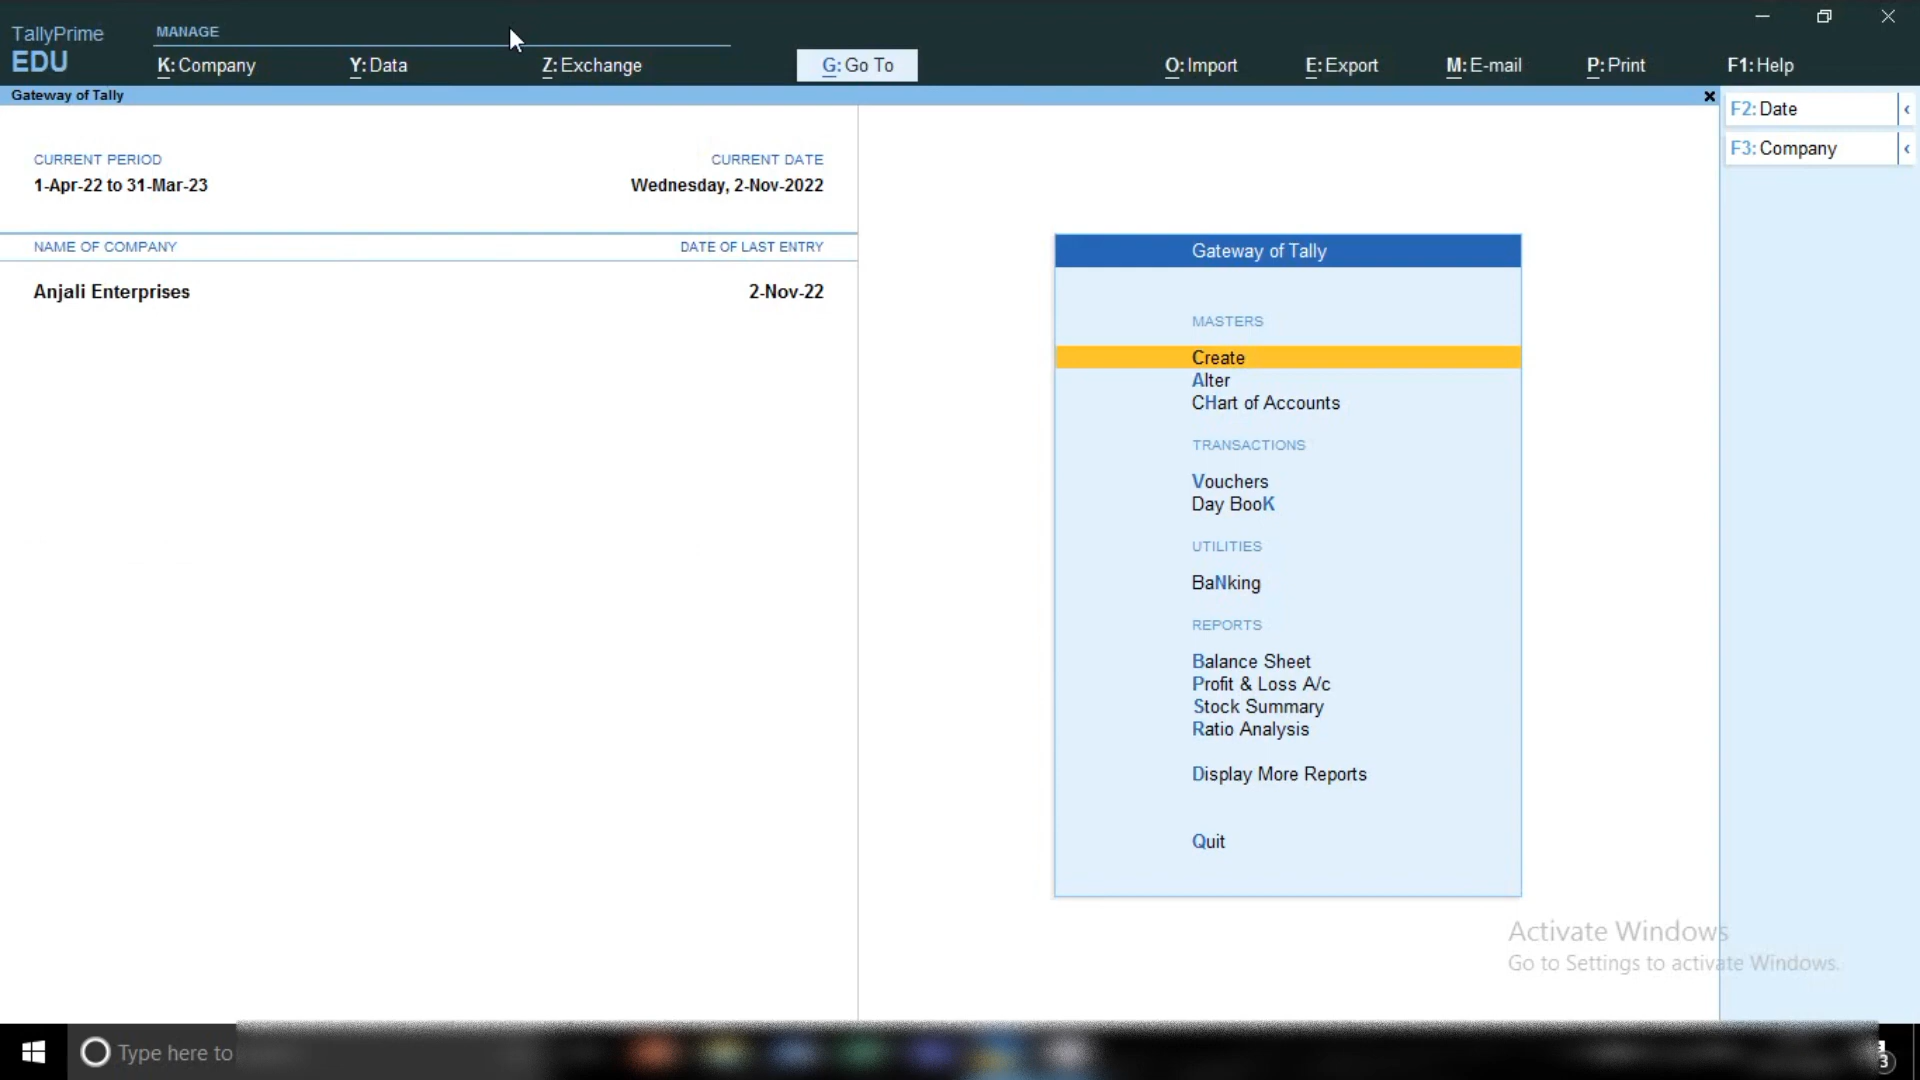 TallyPrime
EDU
MANAGE
K: Company
Y: Data
Z: Exchange
G: Go To
O: Import
E: Export
M: E-mail
P: Print
F1: Help
Gateway of Tally
F2: Date
F3: Company
CURRENT PERIOD
CURRENT DATE
1-Apr-22 to 31-Mar-23
Wednesday, 2-Nov-2022
NAME OF COMPANY
DATE OF LAST ENTRY
Anjali Enterprises
2-Nov-22
Gateway of Tally
MASTERS
Create
Alter
CHart of Accounts
TRANSACTIONS
Vouchers
Day BooK
UTILITIES
BaNking
REPORTS
Balance Sheet
Profit & Loss A/c
Stock Summary
Ratio Analysis
Display More Reports
Quit
Activate Windows
Go to Settings to activate Windows.
Type here to
3